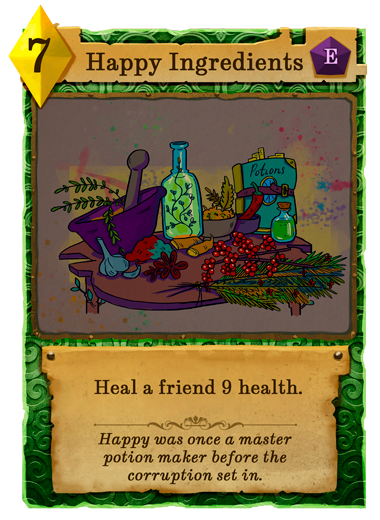 7
Happy Ingredients
E
Potions
Heal a friend 9 health.
Happy was once a master
potion maker before the
corruption set in.